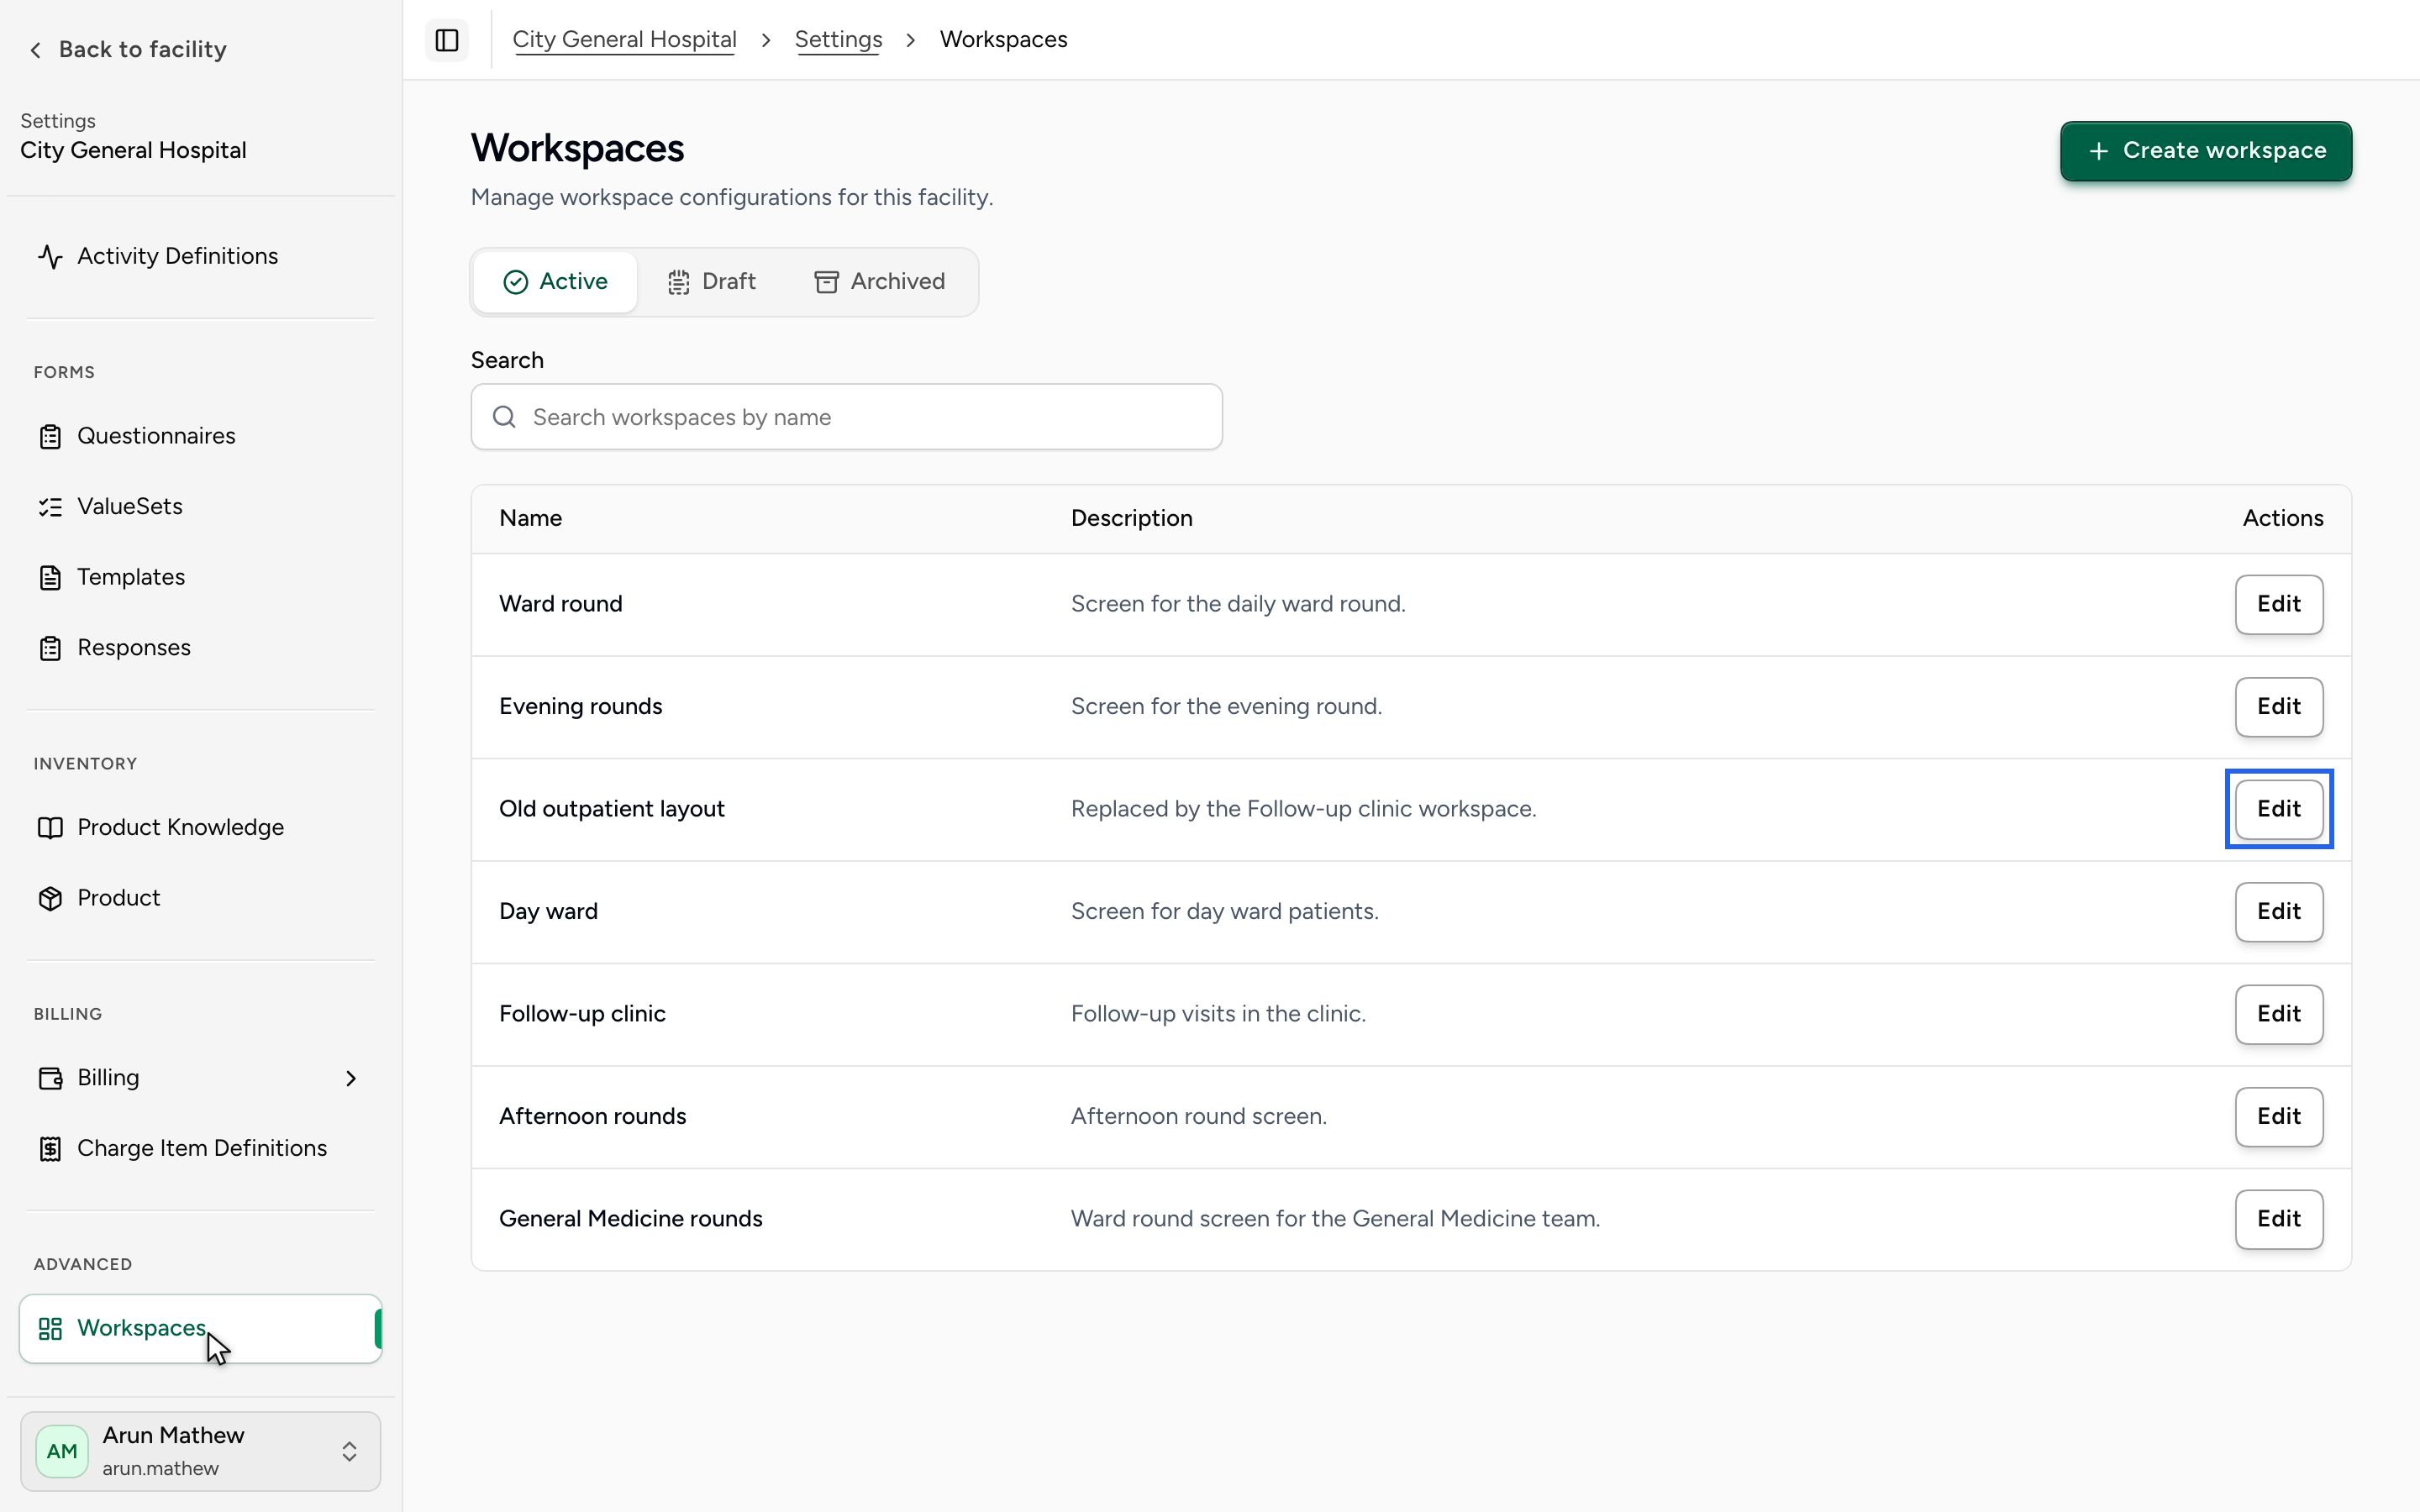 Back to facility
Settings
City General Hospital
Activity Definitions
FORMS
Questionnaires
ValueSets
Templates
Responses
INVENTORY
Product Knowledge
Product
BILLING
Billing
Charge Item Definitions
ADVANCED
Workspaces
AM
Arun Mathew
arun.mathew
City General Hospital > Settings > Workspaces
Workspaces
Create workspace
Manage workspace configurations for this facility.
Active Draft Archived
Search
Search workspaces by name
Name Description Actions
Ward round Screen for the daily ward round. Edit
Evening rounds Screen for the evening round. Edit
Old outpatient layout Replaced by the Follow-up clinic workspace. Edit
Day ward Screen for day ward patients. Edit
Follow-up clinic Follow-up visits in the clinic. Edit
Afternoon rounds Afternoon round screen. Edit
General Medicine rounds Ward round screen for the General Medicine team. Edit